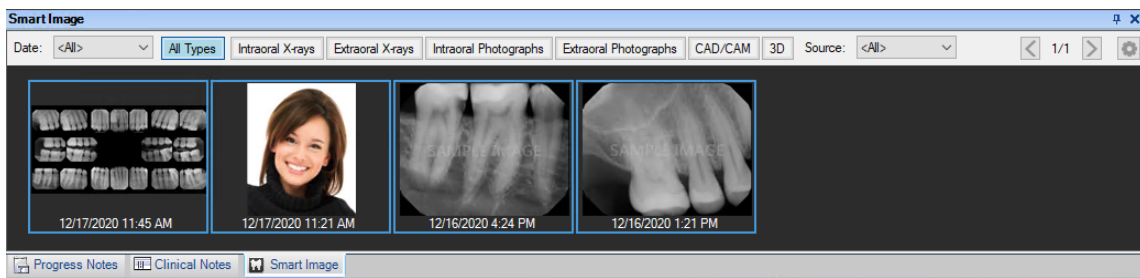 Smart Image
Date: <All> All Types Intraoral X-rays Extraoral X-rays Intraoral Photographs Extraoral Photographs CAD/CAM 3D Source: <All> 1/1
SAMPLE IMAGE SAMPLE IMAGE
12/17/2020 11:45 AM 12/17/2020 11:21 AM 12/16/2020 4:24 PM 12/16/2020 1:21 PM
Progress Notes Clinical Notes Smart Image